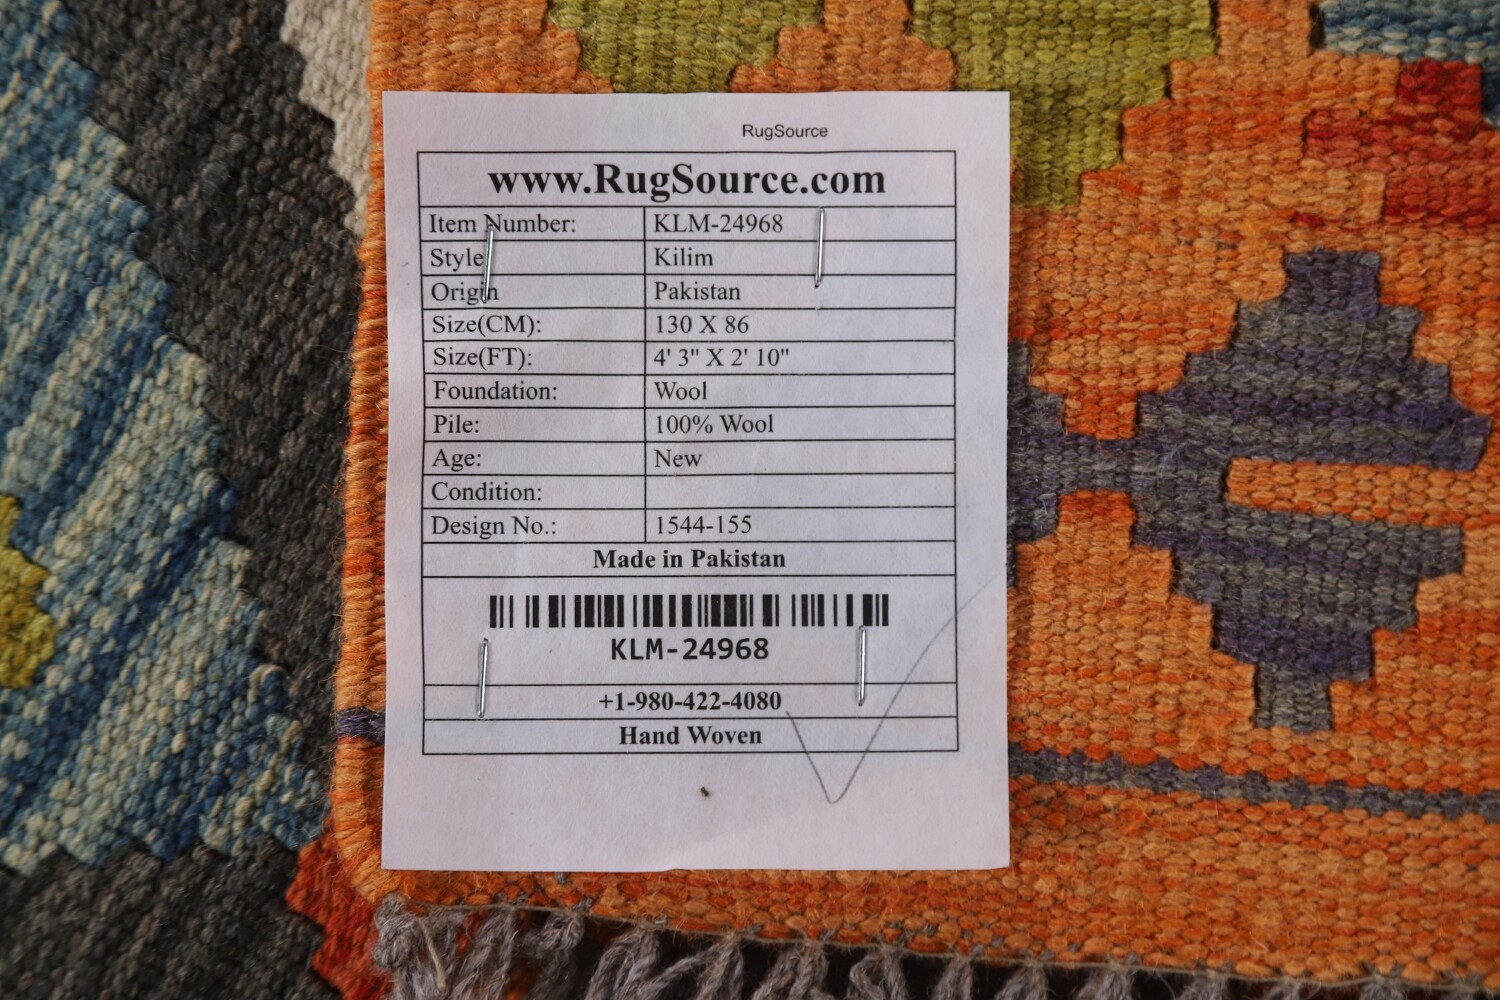 RugSource
www.RugSource.com
Item Number: KLM-24968
Style Kilim
Origin Pakistan
Size(CM): 130 X 86
Size(FT): 4' 3" X 2' 10"
Foundation: Wool
Pile: 100% Wool
Age: New
Condition:
Design No.: 1544-155
Made in Pakistan
KLM-24968
+1-980-422-4080
Hand Woven